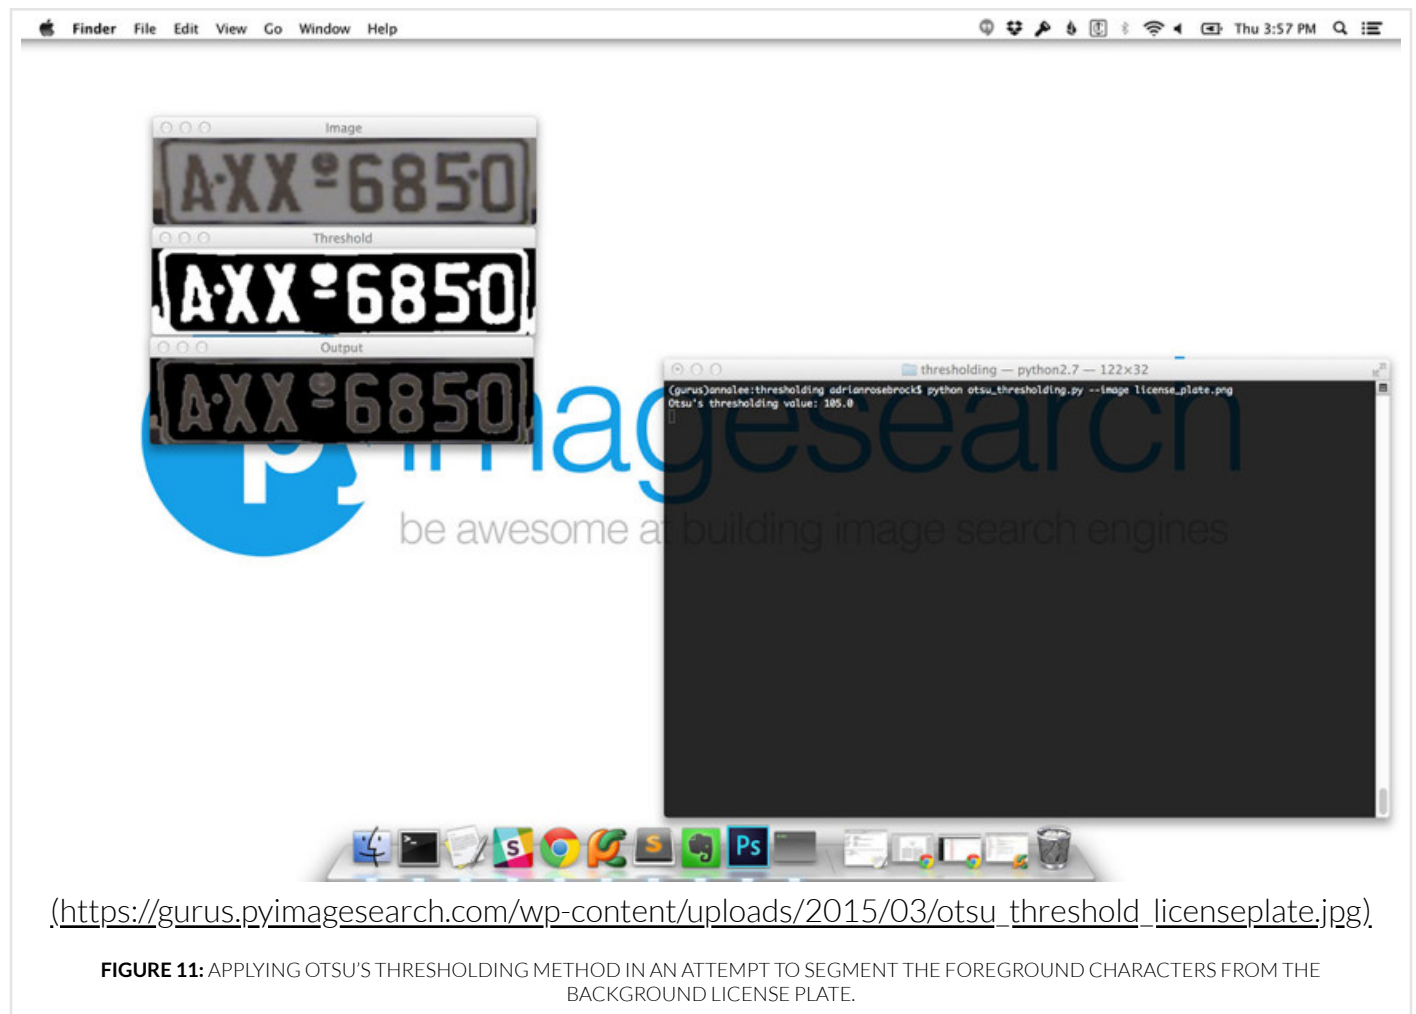 Finder File Edit View Go Window Help Thu 3:57 PM
Image
A·XX 6850
Threshold
A·XX 6850
Output
A·XX 6850
thresholding — python2.7 — 122×32
(gurus)annalee:thresholding adrianrosebrock$ python otsu_thresholding.py --image license_plate.png
Otsu's thresholding value: 105.0
pyimagesearch
be awesome at building image search engines
Ps
(https://gurus.pyimagesearch.com/wp-content/uploads/2015/03/otsu_threshold_licenseplate.jpg)
FIGURE 11: APPLYING OTSU'S THRESHOLDING METHOD IN AN ATTEMPT TO SEGMENT THE FOREGROUND CHARACTERS FROM THE
BACKGROUND LICENSE PLATE.